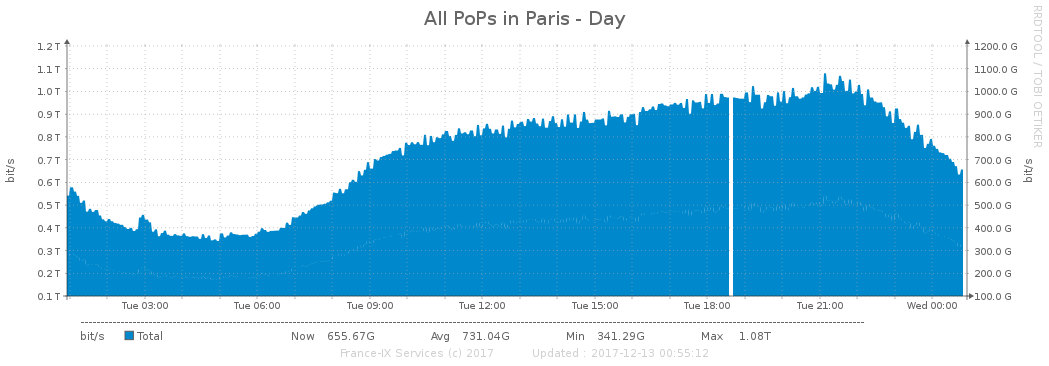 All PoPs in Paris - Day
RRDTOOL / TOBI OETIKER
bit/s
1.2 T
1.1 T
1.0 T
0.9 T
0.8 T
0.7 T
0.6 T
0.5 T
0.4 T
0.3 T
0.2 T
0.1 T
1200.0 G
1100.0 G
1000.0 G
900.0 G
800.0 G
700.0 G
600.0 G
500.0 G
400.0 G
300.0 G
200.0 G
100.0 G
bit/s
Tue 03:00 Tue 06:00 Tue 09:00 Tue 12:00 Tue 15:00 Tue 18:00 Tue 21:00 Wed 00:00
bit/s Total Now 655.67G Avg 731.04G Min 341.29G Max 1.08T
France-IX Services (c) 2017 Updated : 2017-12-13 00:55:12